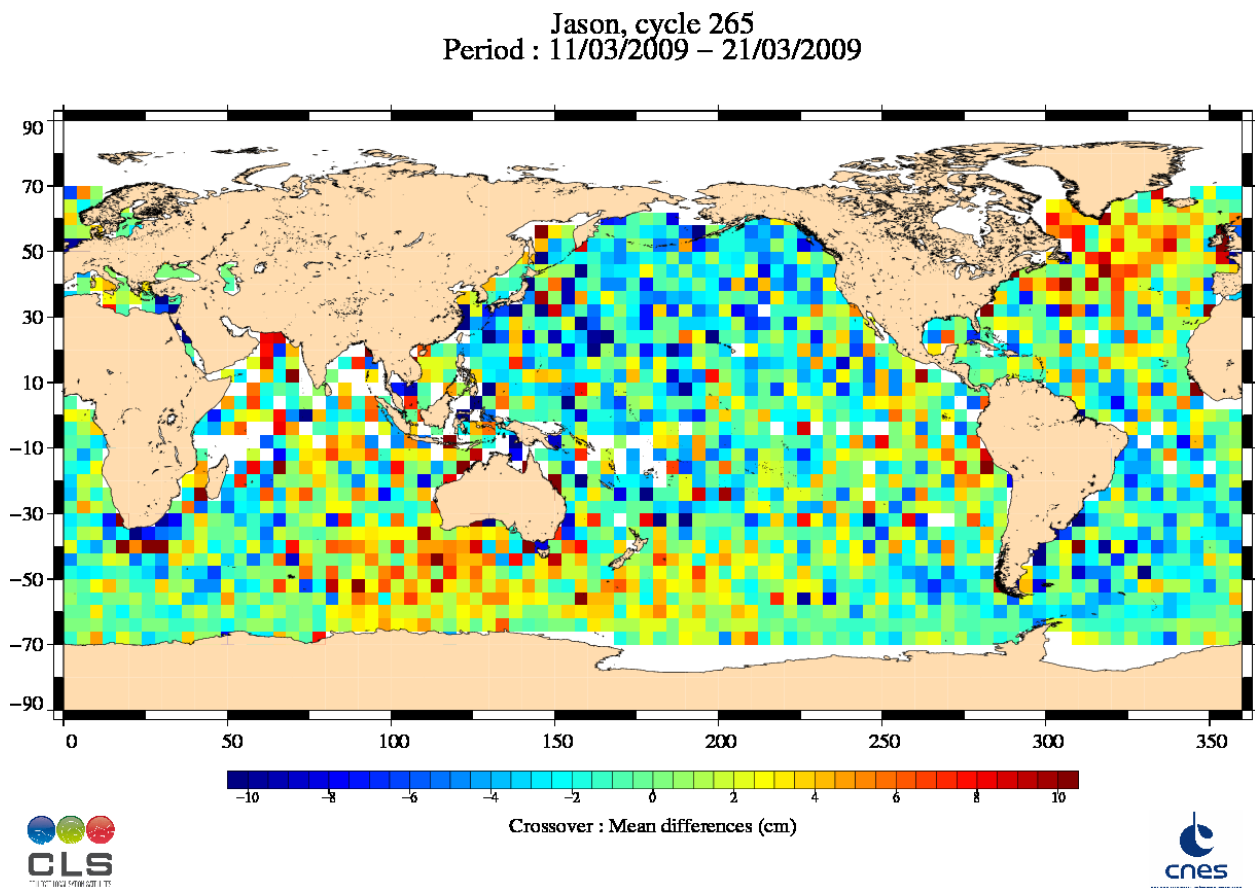 Jason, cycle 265
Period : 11/03/2009 – 21/03/2009
90
70
50
30
10
−10
−30
−50
−70
−90
0 50 100 150 200 250 300 350
−10 −8 −6 −4 −2 0 2 4 6 8 10
Crossover : Mean differences (cm)
CLS
cnes